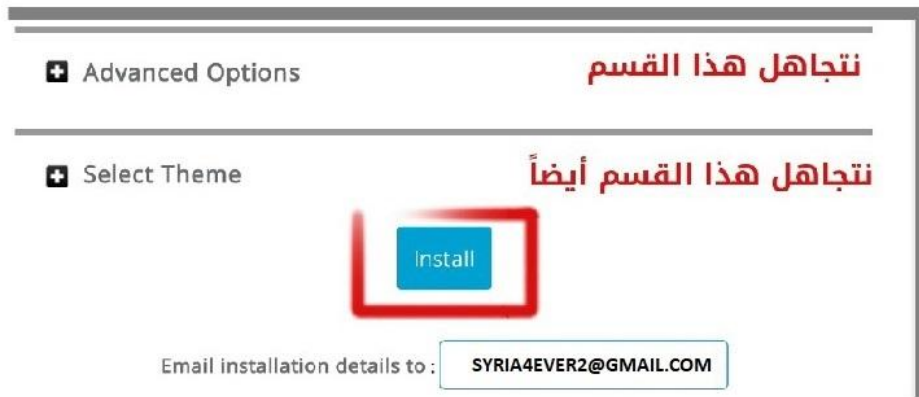 Advanced Options
نتجاهل هذا القسم
Select Theme
نتجاهل هذا القسم أيضاً
Install
Email installation details to : SYRIA4EVER2@GMAIL.COM